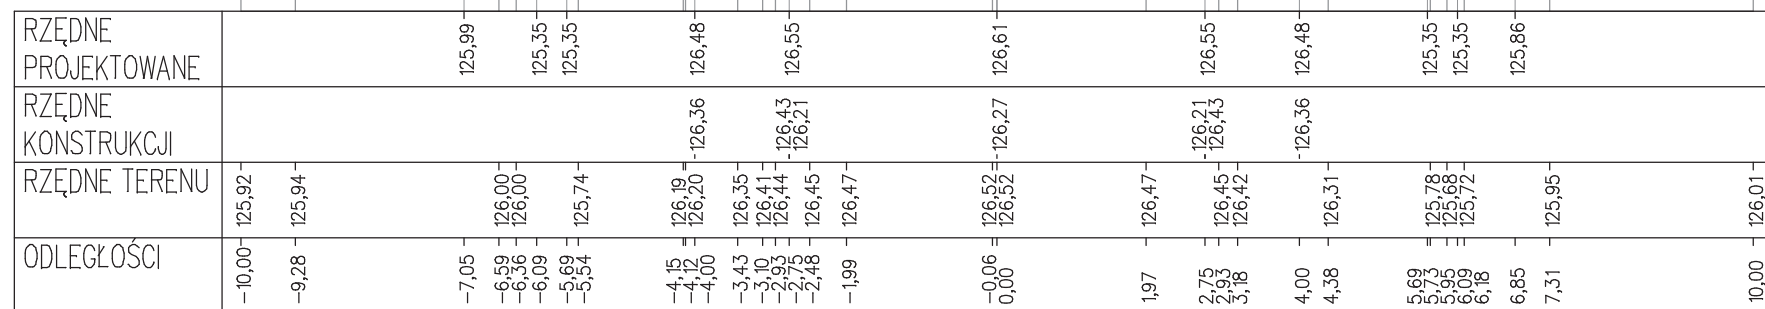 RZĘDNE
PROJEKTOWANE
125,99 125,35 125,35 126,48 126,55 126,61 126,55 126,48 125,35 125,35 125,86
RZĘDNE
KONSTRUKCJI
126,36 126,43 126,21 126,27 126,21 126,43 126,36
RZĘDNE TERENU
125,92 125,94 126,00 126,00 125,74 126,19 126,20 126,35 126,41 126,44 126,45 126,47 126,52 126,52 126,47 126,45 126,42 126,31 125,78 125,68 125,72 125,95 126,01
ODLEGŁOŚCI
-10,00 -9,28 -7,05 -6,59 -6,36 -6,09 -5,69 -5,54 -4,15 -4,12 -4,00 -3,43 -3,10 -2,93 -2,75 -2,48 -1,99 -0,06 0,00 1,97 2,75 2,93 3,18 4,00 4,38 5,69 5,73 5,95 6,09 6,18 6,85 7,31 10,00